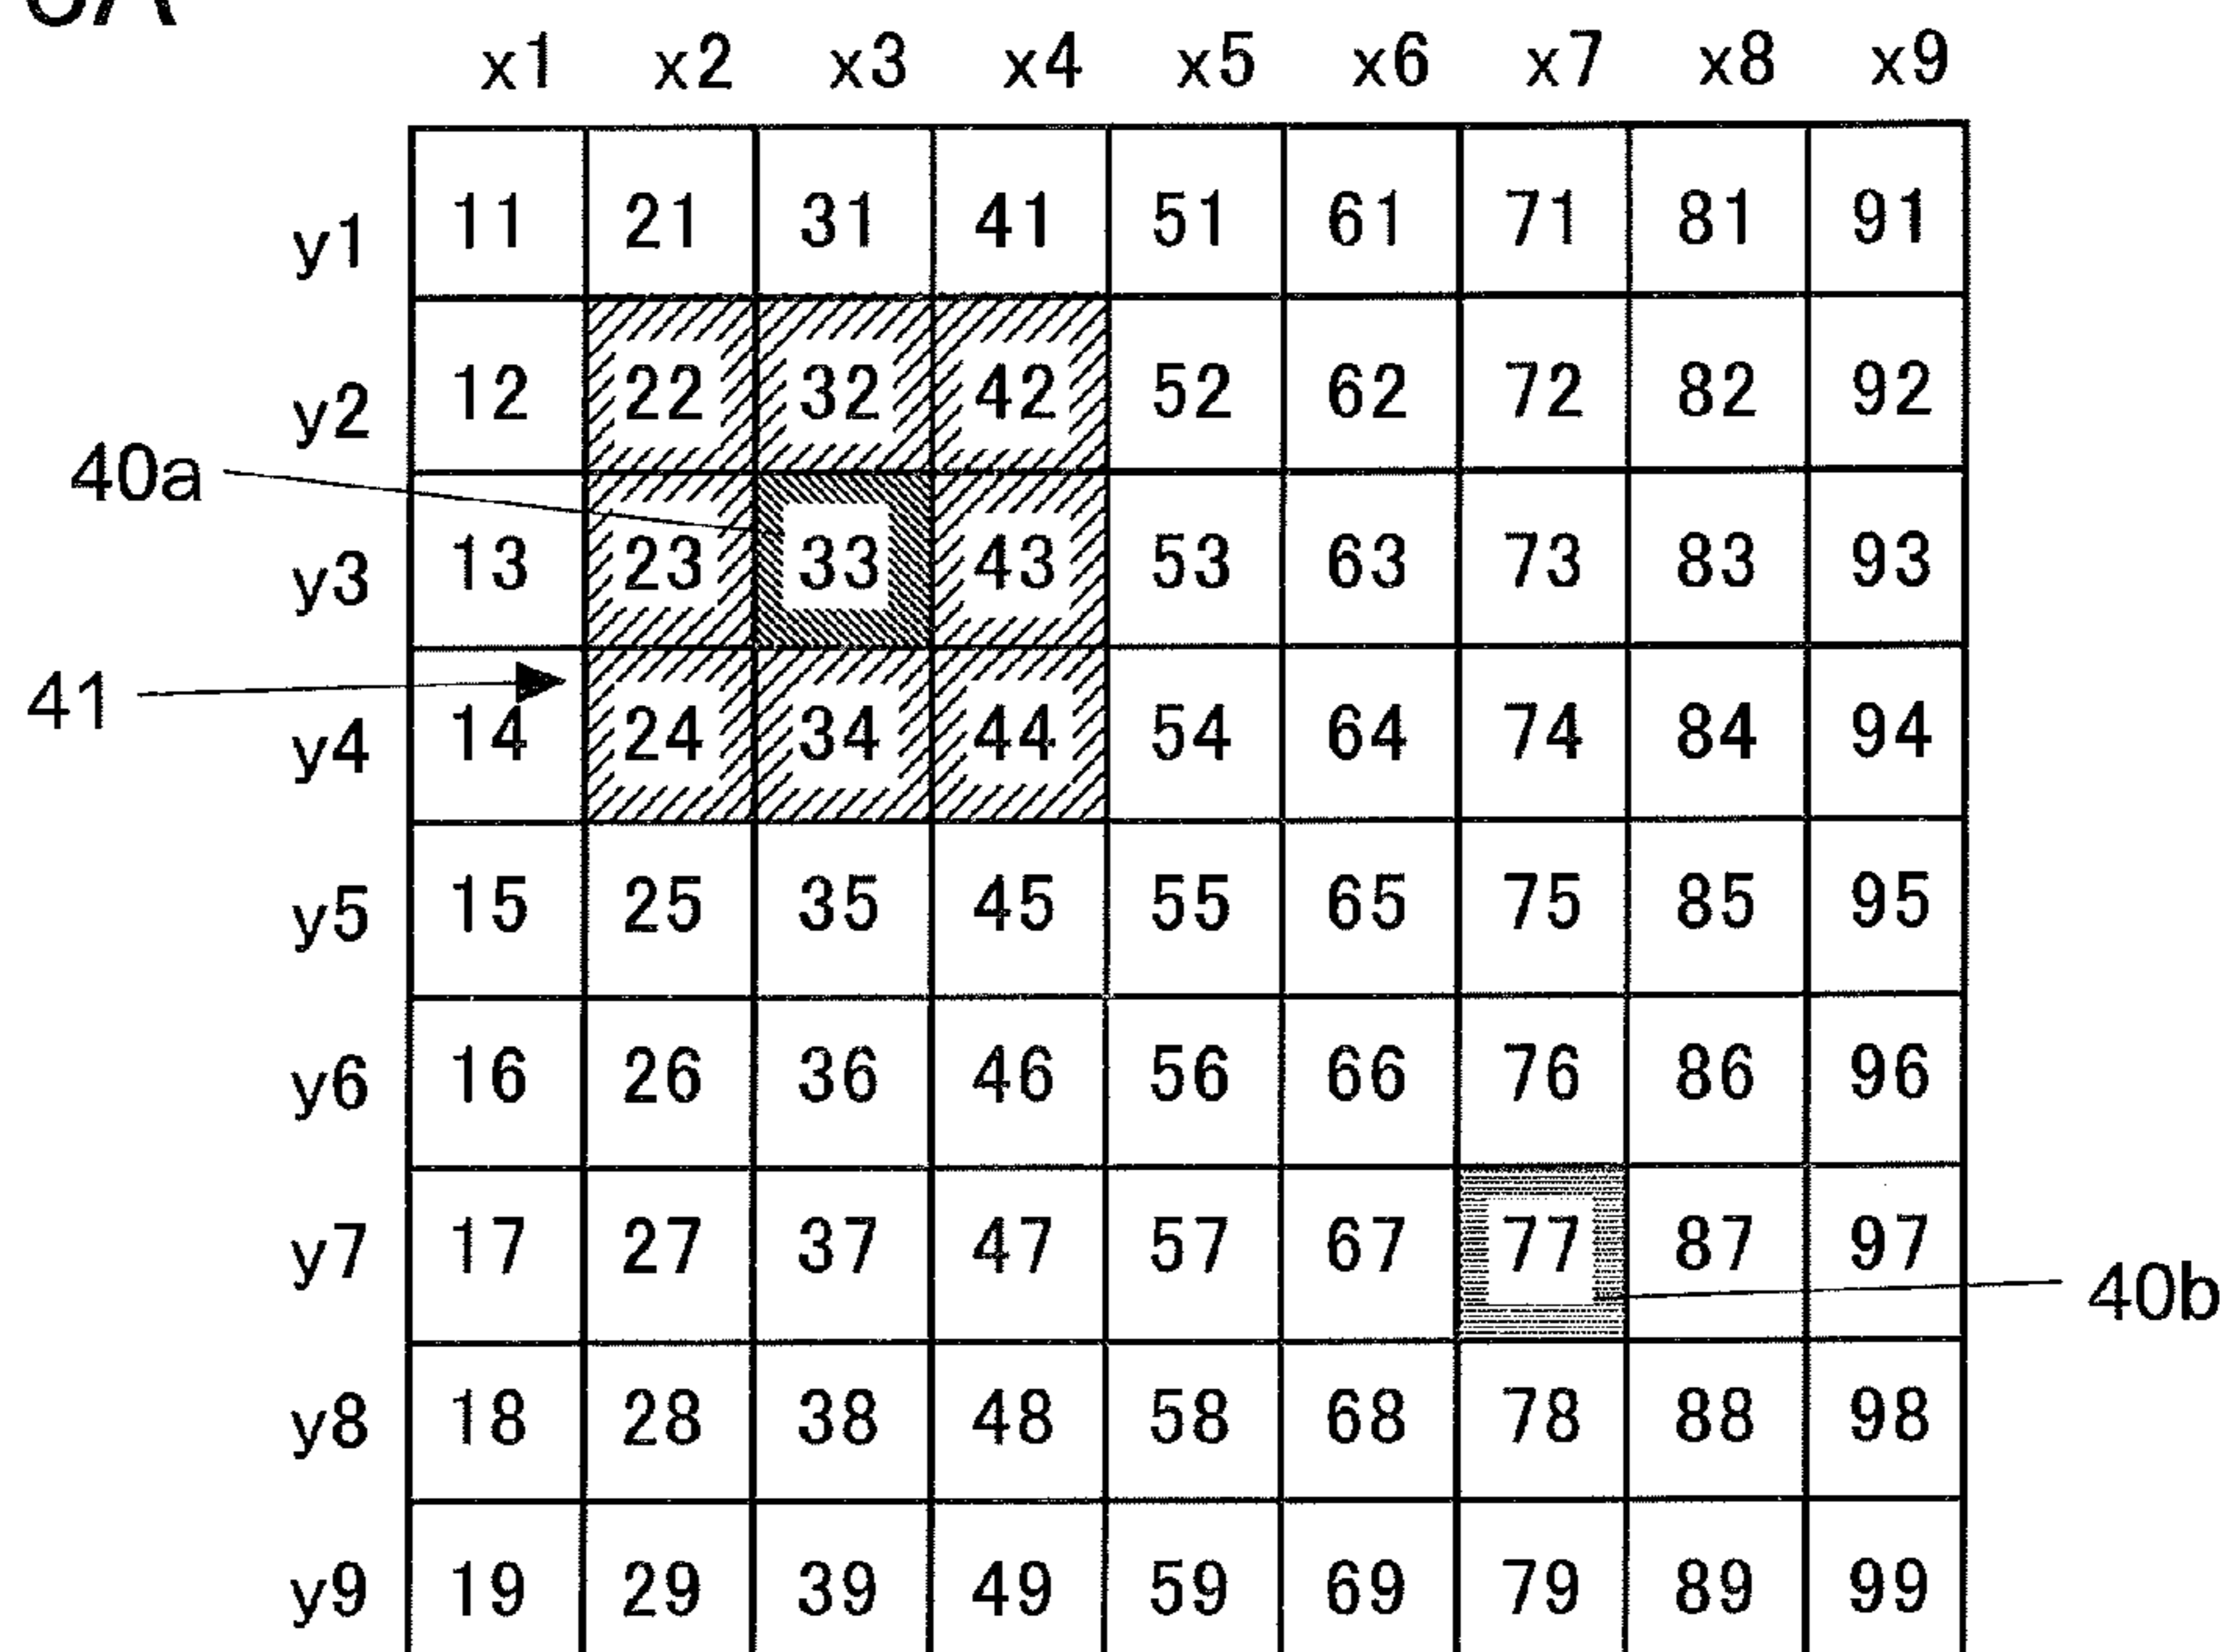 x1 x2 x3 x4 x5 x6 x7 x8 x9
y1 11 21 31 41 51 61 71 81 91
y2 12 22 32 42 52 62 72 82 92
40a
y3 13 23 33 43 53 63 73 83 93
41
y4 14 24 34 44 54 64 74 84 94
y5 15 25 35 45 55 65 75 85 95
y6 16 26 36 46 56 66 76 86 96
y7 17 27 37 47 57 67 77 87 97
40b
y8 18 28 38 48 58 68 78 88 98
y9 19 29 39 49 59 69 79 89 99